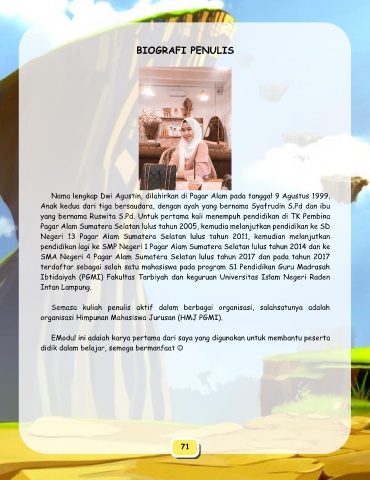 BIOGRAFI PENULIS
Nama lengkap Dwi Agustin, dilahirkan di Pagar Alam pada tanggal 9 Agustus 1999.
Anak kedua dari tiga bersaudara, dengan ayah yang bernama Syafrudin S.Pd dan ibu
yang bernama Ruswita S.Pd. Untuk pertama kali menempuh pendidikan di TK Pembina
Pagar Alam Sumatera Selatan lulus tahun 2005, kemudia melanjutkan pendidikan ke SD
Negeri 13 Pagar Alam Sumatera Selatan lulus tahun 2011, kemudian melanjutkan
pendidikan lagi ke SMP Negeri 1 Pagar Alam Sumatera Selatan lulus tahun 2014 dan ke
SMA Negeri 4 Pagar Alam Sumatera Selatan lulus tahun 2017 dan pada tahun 2017
terdaftar sebagai salah satu mahasiswa pada program S1 Pendidikan Guru Madrasah
Ibtidaiyah (PGMI) Fakultas Tarbiyah dan keguruan Universitas Islam Negeri Raden
Intan Lampung.
Semasa kuliah penulis aktif dalam berbagai organisasi, salahsatunya adalah
organisasi Himpunan Mahasiswa Jurusan (HMJ PGMI).
EModul ini adalah karya pertama dari saya yang digunakan untuk membantu peserta
didik dalam belajar, semoga bermanfaat ☺
71